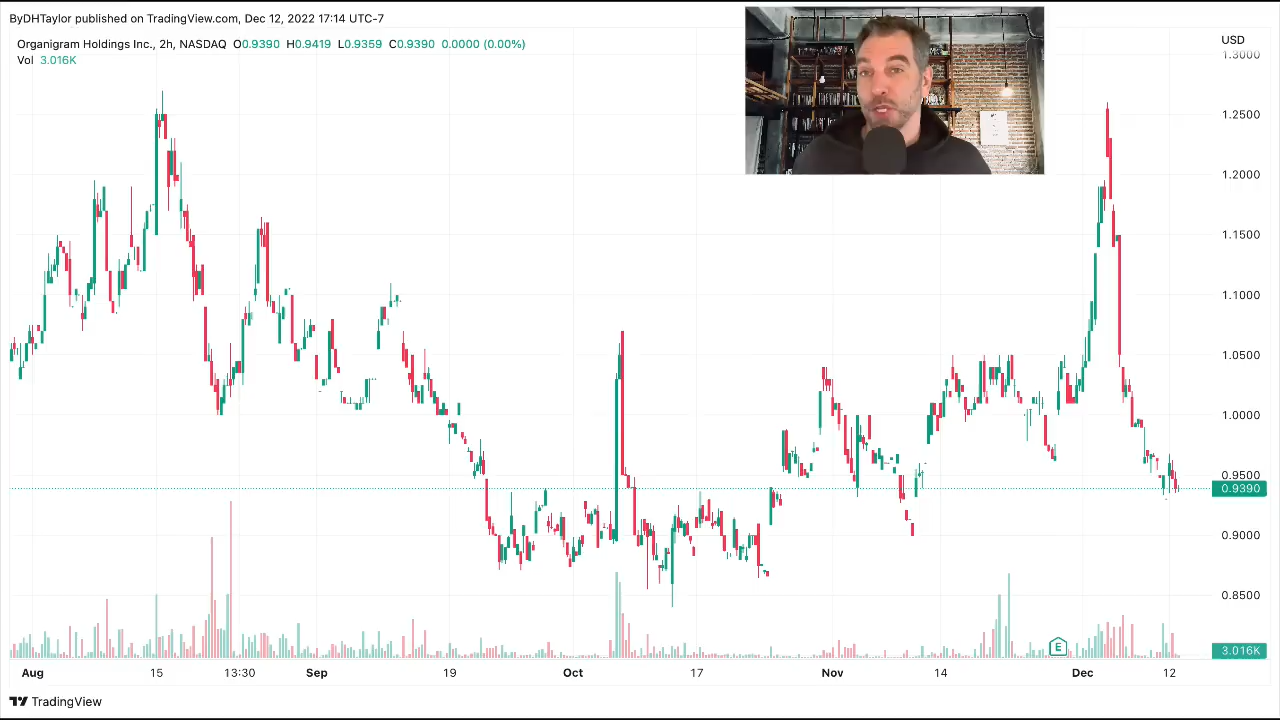 ByDHTaylor published on TradingView.com, Dec 12, 2022 17:14 UTC-7
Organigram Holdings Inc., 2h, NASDAQ O0.9390 H0.9419 L0.9359 C0.9390 0.0000 (0.00%)
Vol 3.016K
USD
1.3000
1.2500
1.2000
1.1500
1.1000
1.0500
1.0000
0.9500
0.9390
0.9000
0.8500
E
3.016K
Aug 15 13:30 Sep 19 Oct 17 Nov 14 Dec 12
TradingView